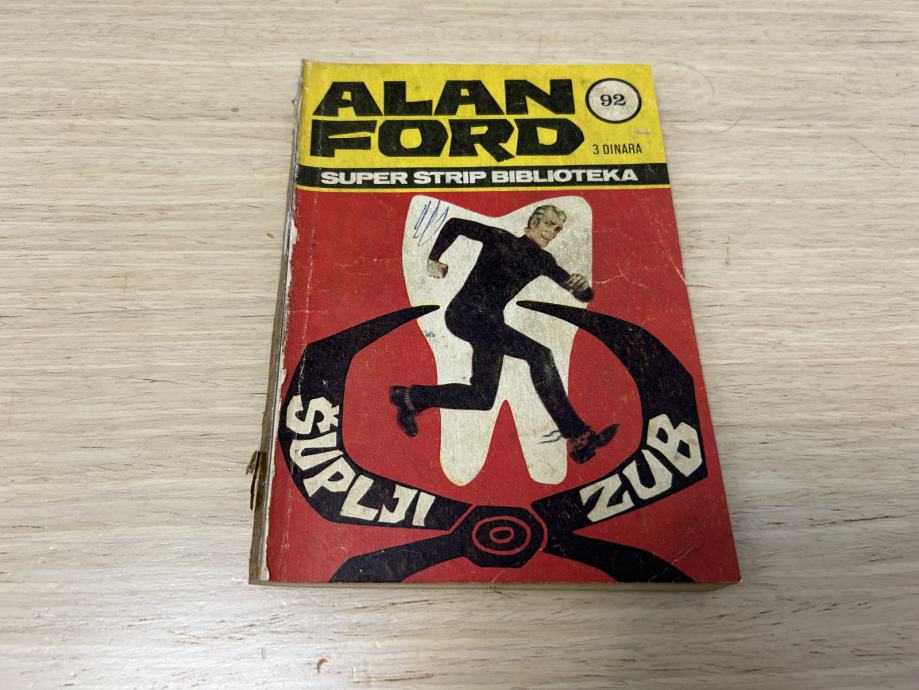 ALAN
FORD
92
3 DINARA
SUPER STRIP BIBLIOTEKA
ŠUPLJI
ZUB